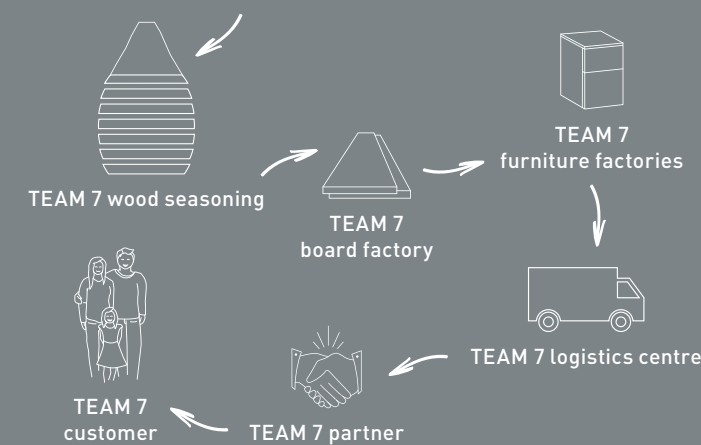 TEAM 7 wood seasoning
TEAM 7
board factory
TEAM 7
furniture factories
TEAM 7 logistics centre
TEAM 7 partner
TEAM 7
customer